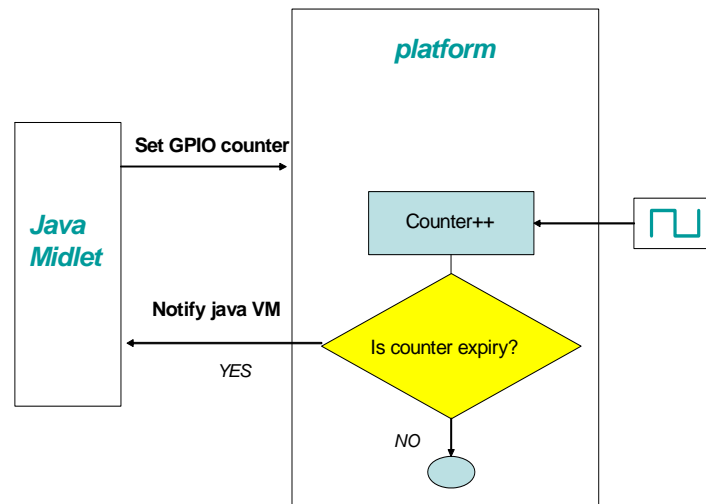 platform
Set GPIO counter
Java
Midlet
Counter++
Notify java VM
Is counter expiry?
YES
NO